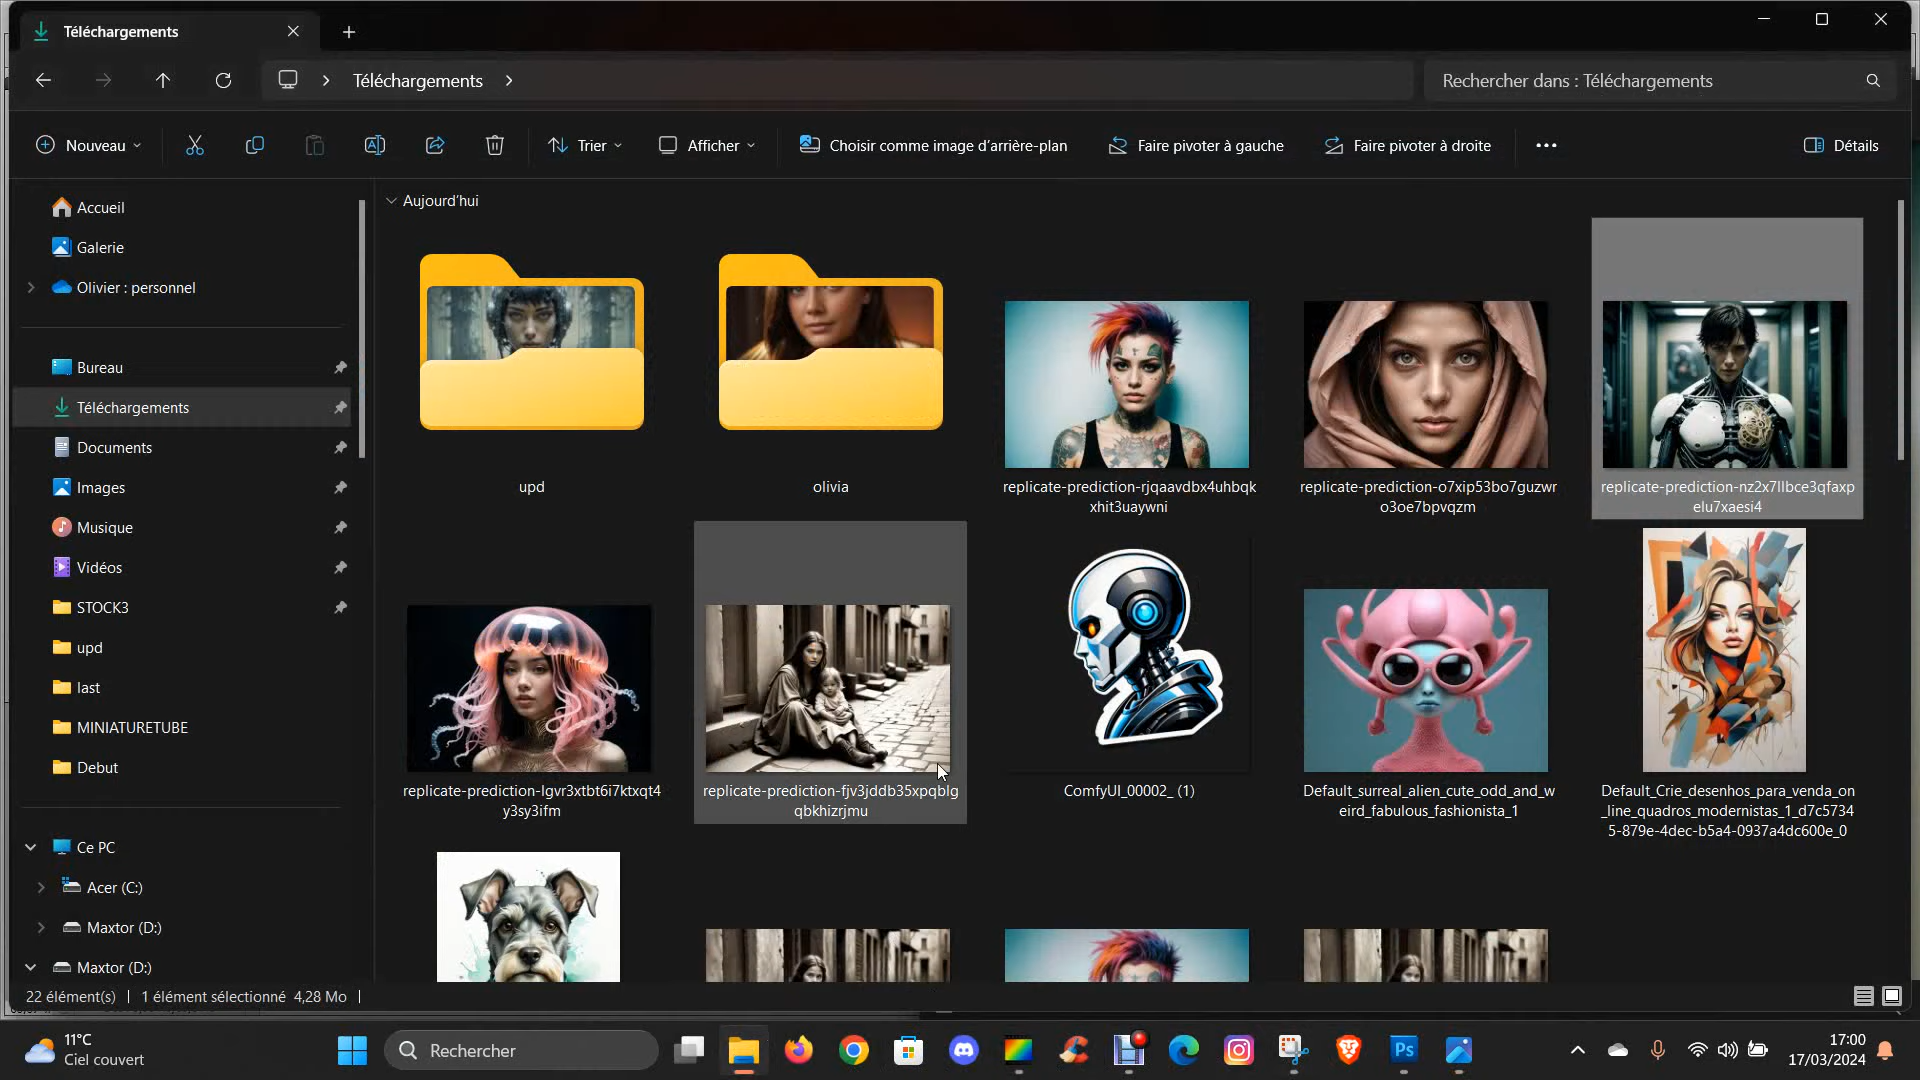 Téléchargements
Téléchargements
Rechercher dans : Téléchargements
Nouveau
Trier
Afficher
Choisir comme image d'arrière-plan
Faire pivoter à gauche
Faire pivoter à droite
Détails
Accueil
Galerie
Olivier : personnel
Bureau
Téléchargements
Documents
Images
Musique
Vidéos
STOCK3
upd
last
MINIATURETUBE
Debut
Ce PC
Acer (C:)
Maxtor (D:)
Maxtor (D:)
Aujourd'hui
upd
olivia
replicate-prediction-rjqaavdbx4uhbqk
xhit3uaywni
replicate-prediction-o7xip53bo7guzwr
o3oe7bpvqzm
replicate-prediction-nz2x7llbce3qfaxp
elu7xaesi4
replicate-prediction-lgvr3xtbt6i7ktxqt4
y3sy3ifm
replicate-prediction-fjv3jddb35xpqblg
qbkhizrjmu
ComfyUI_00002_ (1)
Default_surreal_alien_cute_odd_and_w
eird_fabulous_fashionista_1
Default_Crie_desenhos_para_venda_on
_line_quadros_modernistas_1_d7c5734
5-879e-4dec-b5a4-0937a4dc600e_0
22 élément(s)
1 élément sélectionné 4,28 Mo
11°C
Ciel couvert
Rechercher
Ps
17:00
17/03/2024